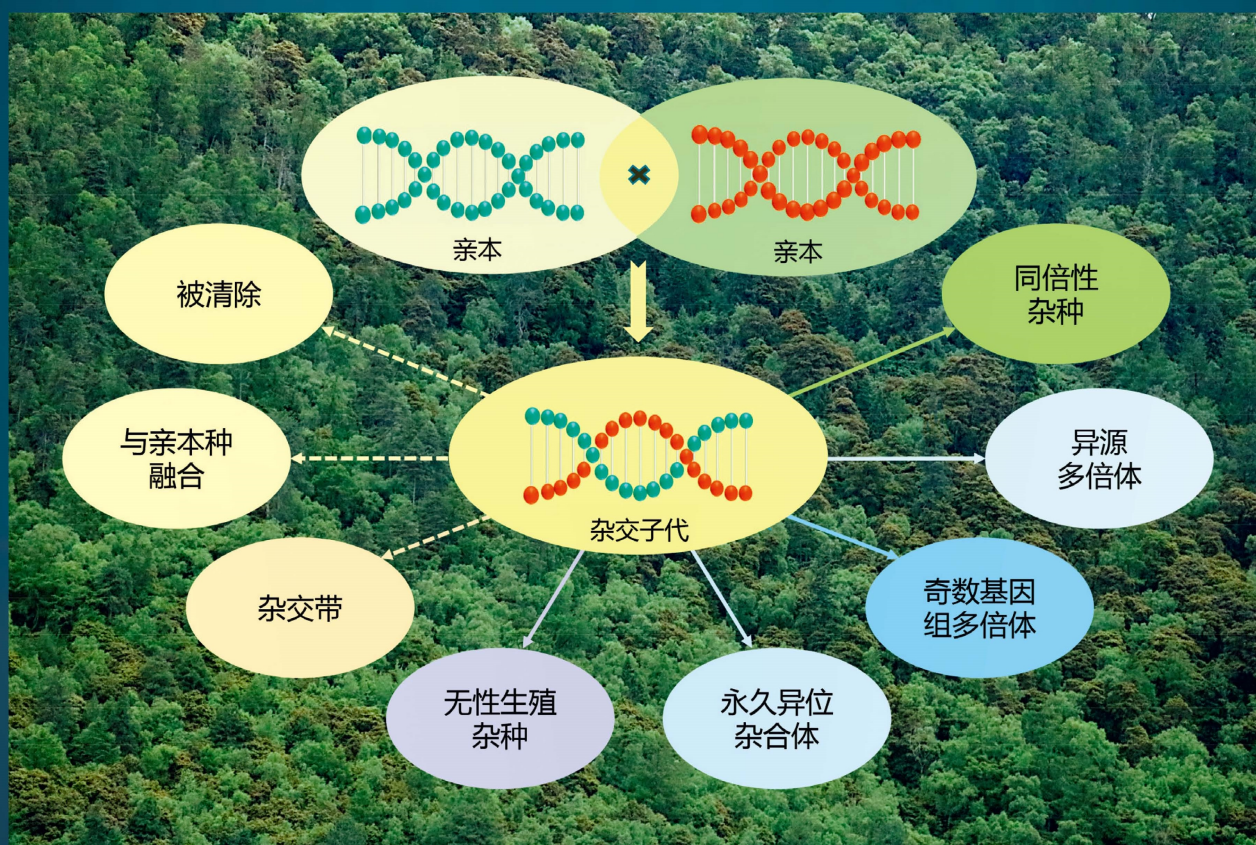 亲本
亲本
被清除
同倍性
杂种
与亲本种
融合
异源
多倍体
杂交子代
杂交带
奇数基因
组多倍体
无性生殖
杂种
永久异位
杂合体